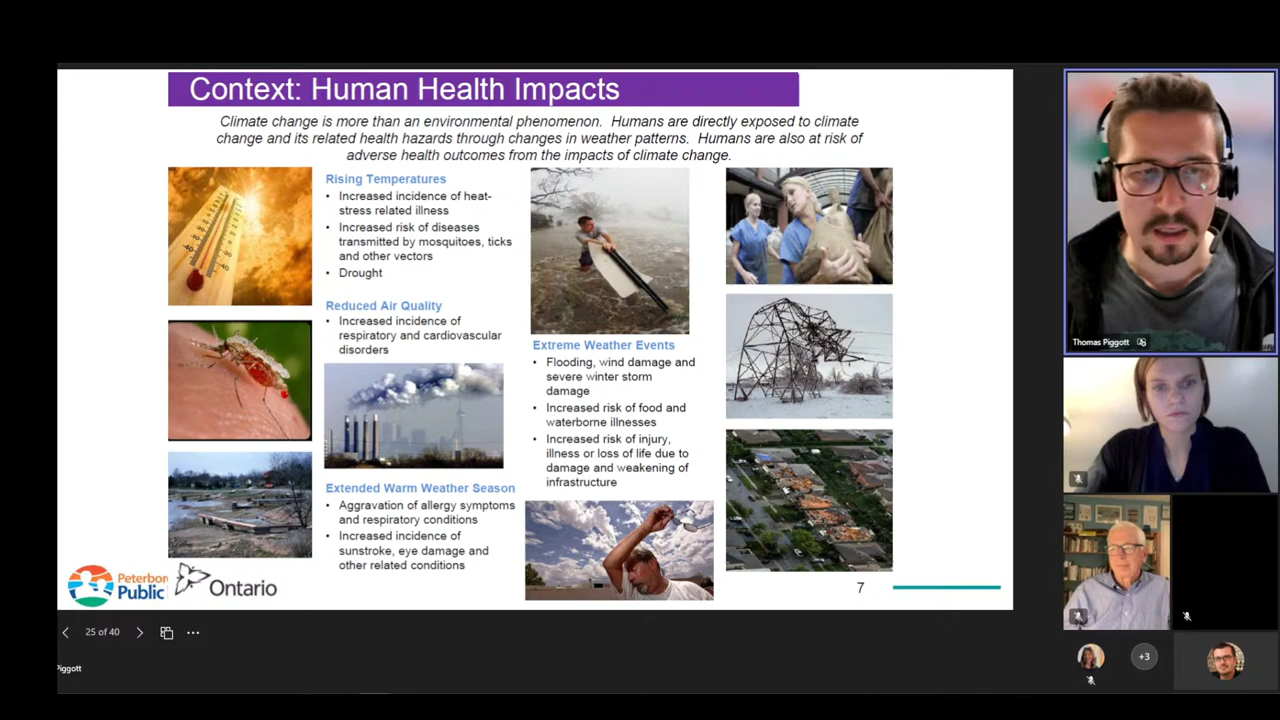 Context: Human Health Impacts
Climate change is more than an environmental phenomenon. Humans are directly exposed to climate
change and its related health hazards through changes in weather patterns. Humans are also at risk of
adverse health outcomes from the impacts of climate change.
Rising Temperatures
• Increased incidence of heat-
stress related illness
• Increased risk of diseases
transmitted by mosquitoes, ticks
and other vectors
• Drought
Reduced Air Quality
• Increased incidence of
respiratory and cardiovascular
disorders
Extended Warm Weather Season
• Aggravation of allergy symptoms
and respiratory conditions
• Increased incidence of
sunstroke, eye damage and
other related conditions
Extreme Weather Events
• Flooding, wind damage and
severe winter storm
damage
• Increased risk of food and
waterborne illnesses
• Increased risk of injury,
illness or loss of life due to
damage and weakening of
infrastructure
Peterbor
Public
Ontario
7
25 of 40
Piggott
Thomas Piggott
+3